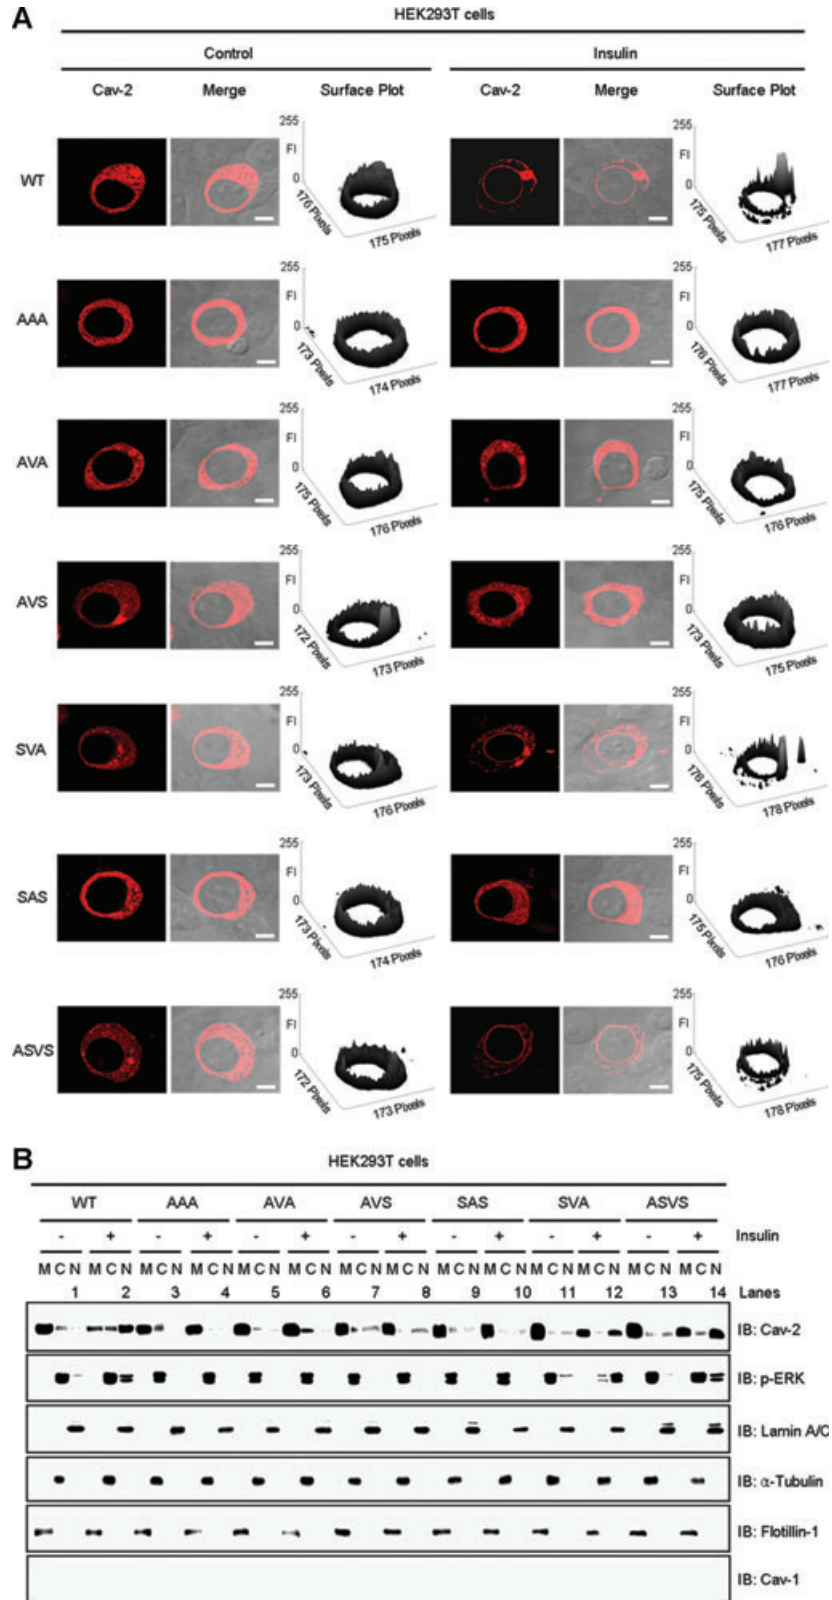 A
HEK293T cells
Control Insulin
Cav-2 Merge Surface Plot Cav-2 Merge Surface Plot
WT
255
FI
0
176 Pixels
175 Pixels
255
FI
0
175 Pixels
177 Pixels
AAA
255
FI
0
173 Pixels
174 Pixels
255
FI
0
176 Pixels
177 Pixels
AVA
255
FI
0
175 Pixels
176 Pixels
255
FI
0
175 Pixels
176 Pixels
AVS
255
FI
0
172 Pixels
173 Pixels
255
FI
0
173 Pixels
175 Pixels
SVA
255
FI
0
173 Pixels
176 Pixels
255
FI
0
176 Pixels
178 Pixels
SAS
255
FI
0
173 Pixels
174 Pixels
255
FI
0
175 Pixels
176 Pixels
ASVS
255
FI
0
172 Pixels
173 Pixels
255
FI
0
175 Pixels
178 Pixels
B
HEK293T cells
WT AAA AVA AVS SAS SVA ASVS
- + - + - + - + - + - + - + Insulin
M C N M C N M C N M C N M C N M C N M C N M C N M C N M C N M C N M C N M C N M C N
1 2 3 4 5 6 7 8 9 10 11 12 13 14 Lanes
IB: Cav-2
IB: p-ERK
IB: Lamin A/C
IB: α-Tubulin
IB: Flotillin-1
IB: Cav-1